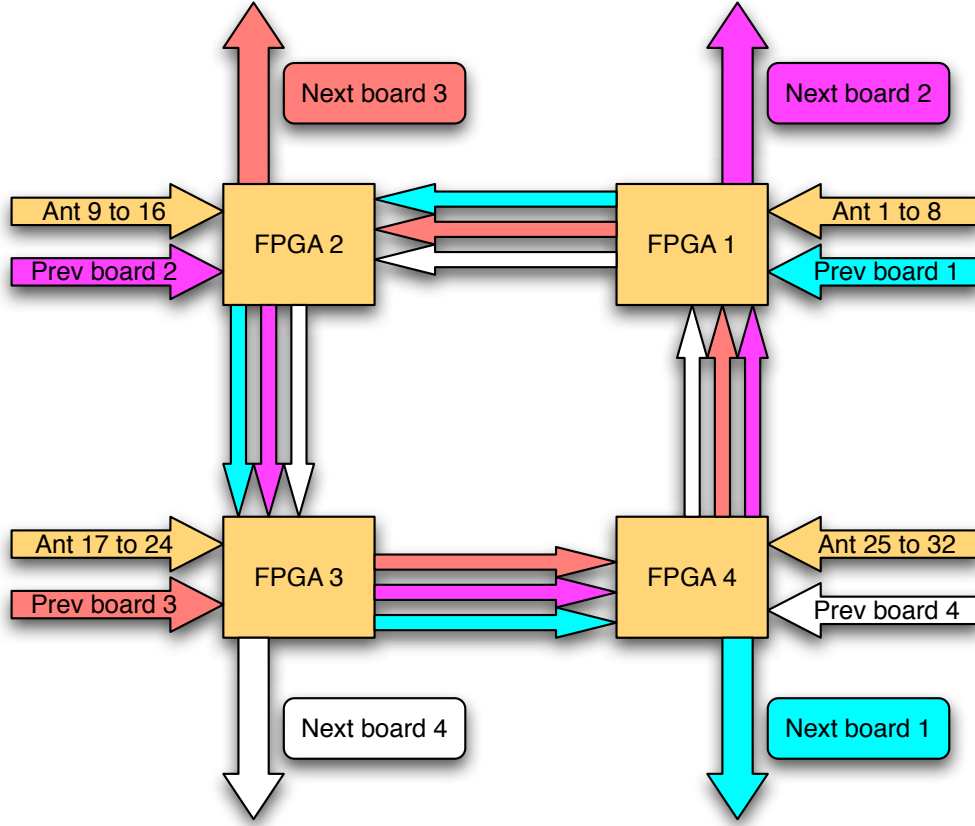 Next board 3
Next board 2
Ant 9 to 16
FPGA 2
FPGA 1
Ant 1 to 8
Prev board 2
Prev board 1
Ant 17 to 24
FPGA 3
FPGA 4
Ant 25 to 32
Prev board 3
Prev board 4
Next board 4
Next board 1